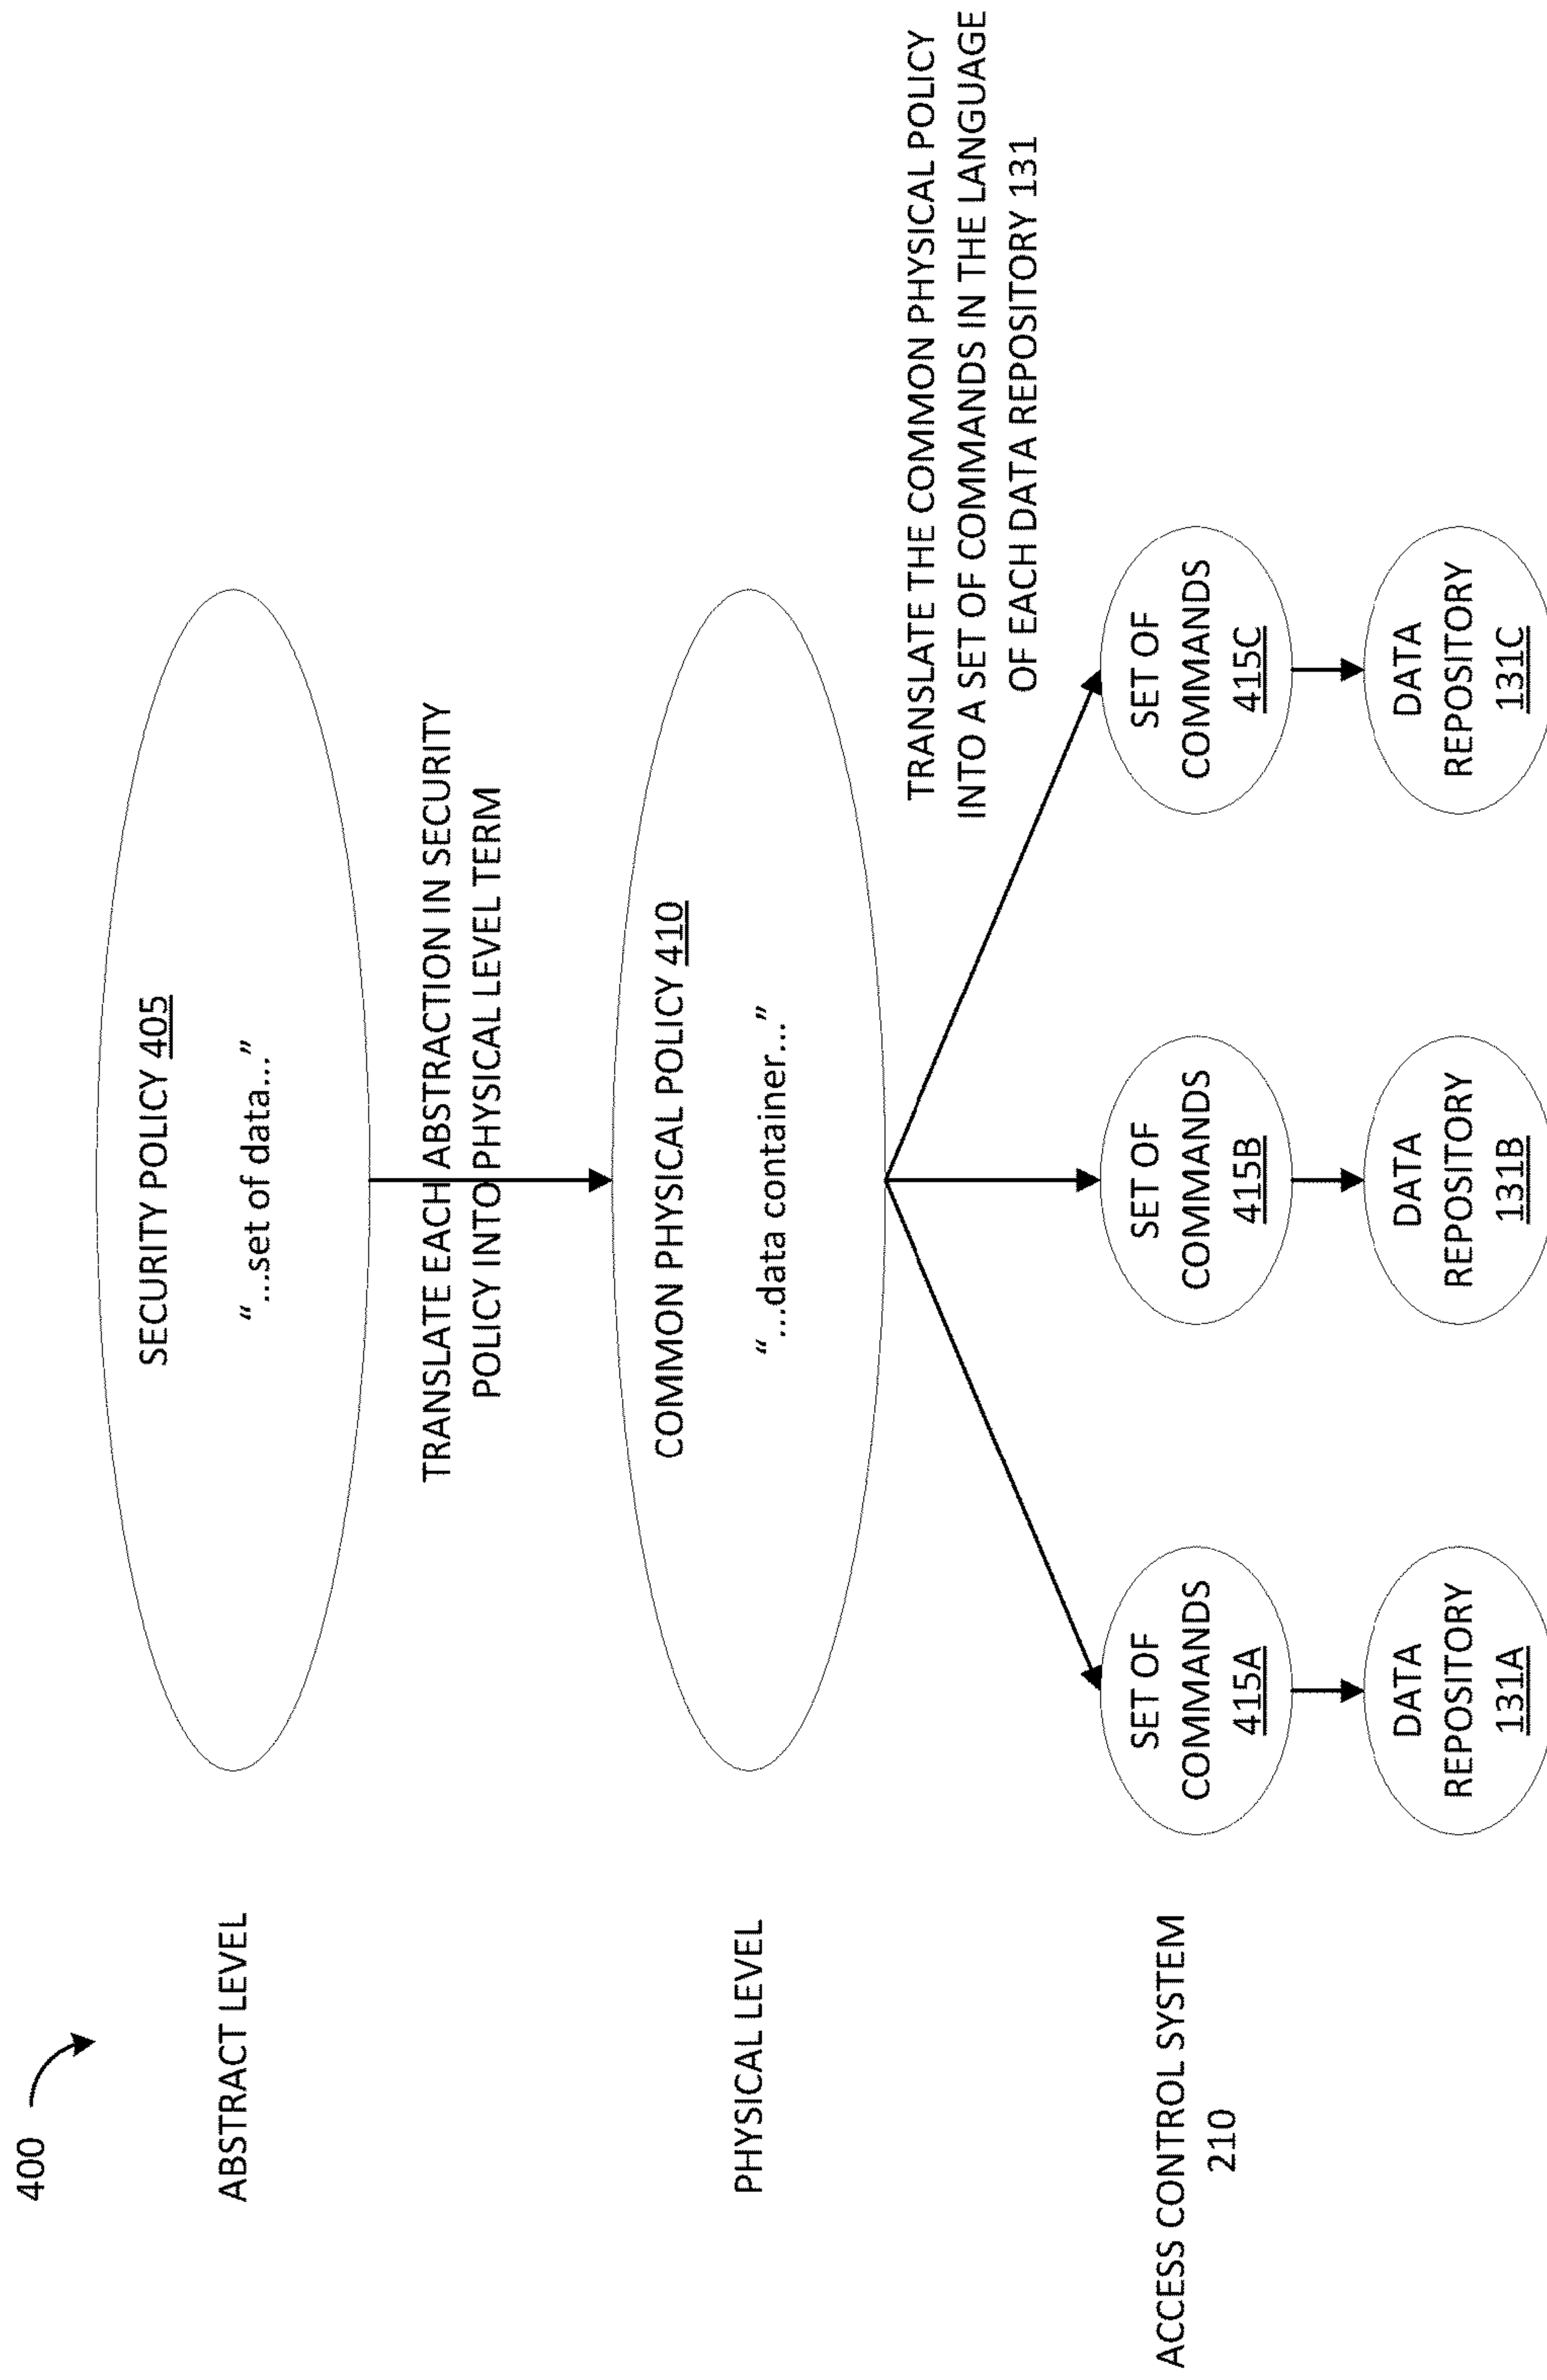 400
ABSTRACT LEVEL
SECURITY POLICY 405
“...set of data...”
TRANSLATE EACH ABSTRACTION IN SECURITY
POLICY INTO PHYSICAL LEVEL TERM
PHYSICAL LEVEL
COMMON PHYSICAL POLICY 410
“...data container...”
TRANSLATE THE COMMON PHYSICAL POLICY
INTO A SET OF COMMANDS IN THE LANGUAGE
OF EACH DATA REPOSITORY 131
ACCESS CONTROL SYSTEM
210
SET OF
COMMANDS
415A
SET OF
COMMANDS
415B
SET OF
COMMANDS
415C
DATA
REPOSITORY
131A
DATA
REPOSITORY
131B
DATA
REPOSITORY
131C